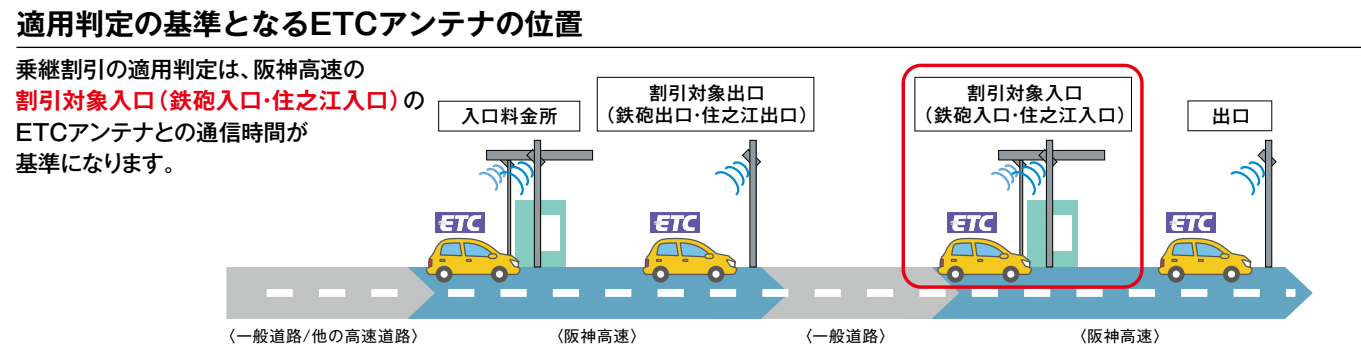 適用判定の基準となるETCアンテナの位置
乗継割引の適用判定は、阪神高速の
割引対象入口（鉄砲入口・住之江入口）の
ETCアンテナとの通信時間が
基準になります。
入口料金所
割引対象出口
（鉄砲出口・住之江出口）
割引対象入口
（鉄砲入口・住之江入口）
出口
ETC
ETC
ETC
ETC
〈一般道路/他の高速道路〉
〈阪神高速〉
〈一般道路〉
〈阪神高速〉